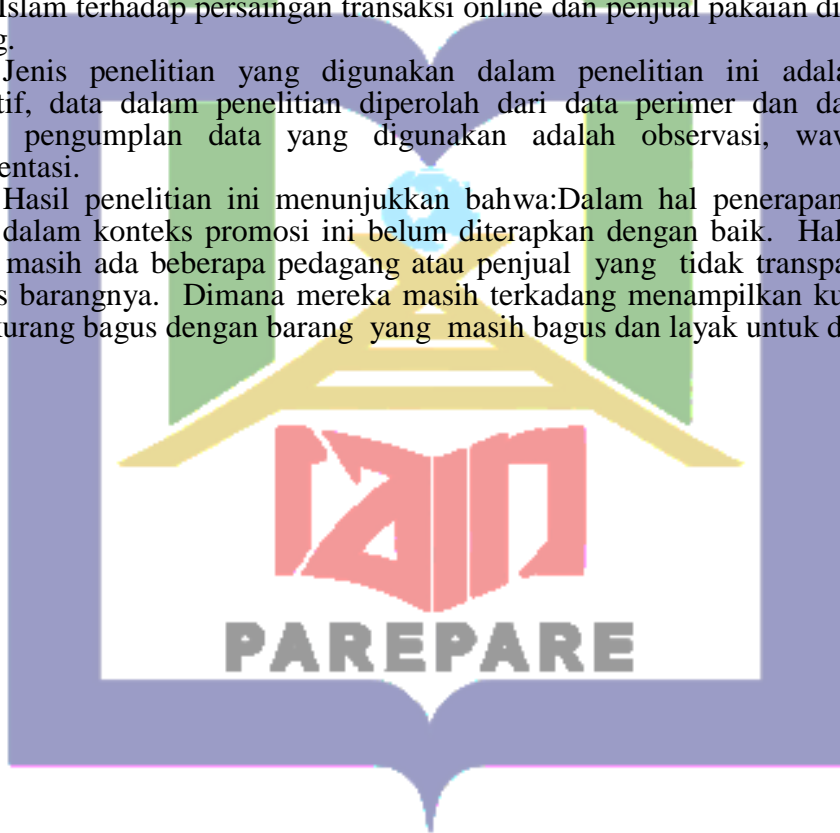 Islam terhadap persaingan transaksi online dan penjual pakaian di
g.
Jenis penelitian yang digunakan dalam penelitian ini adala
tif, data dalam penelitian diperolah dari data perimer dan da
pengumplan data yang digunakan adalah observasi, waw
entasi.
Hasil penelitian ini menunjukkan bahwa:Dalam hal penerapan
dalam konteks promosi ini belum diterapkan dengan baik. Hal
masih ada beberapa pedagang atau penjual yang tidak transpa
s barangnya. Dimana mereka masih terkadang menampilkan ku
kurang bagus dengan barang yang masih bagus dan layak untuk d
iain
PAREPARE